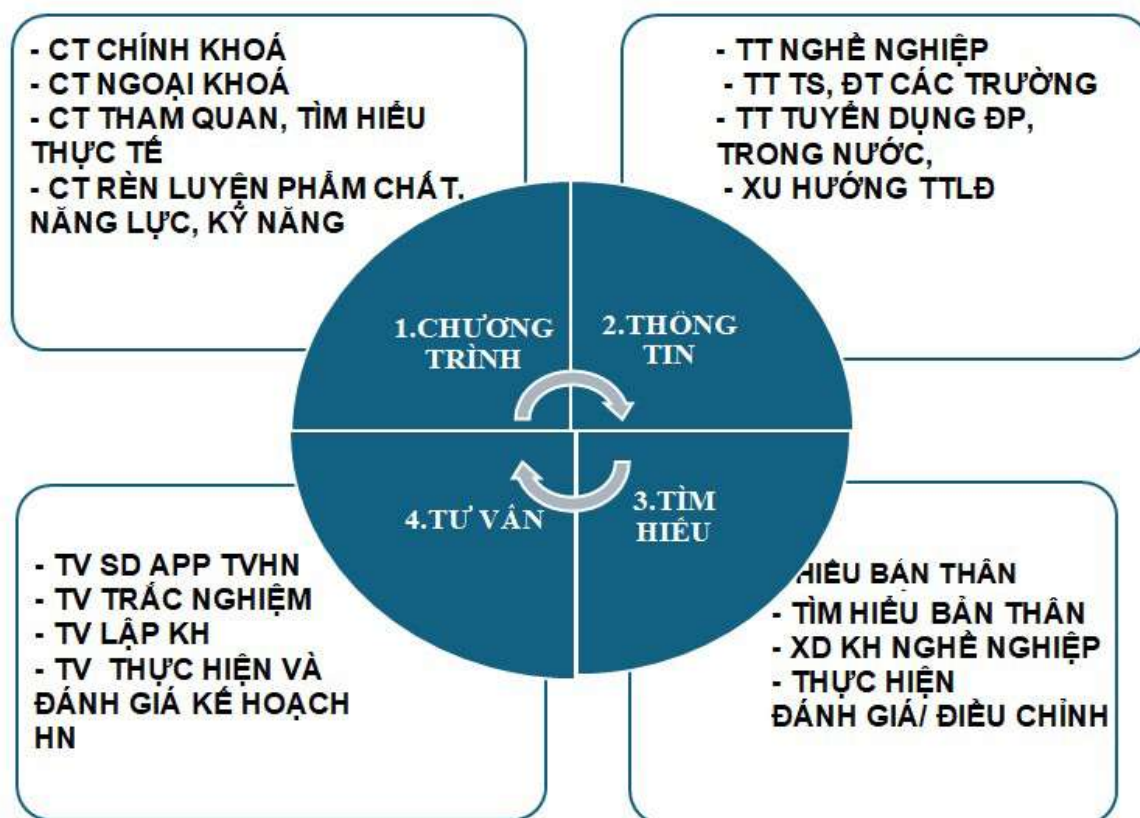 - CT CHÍNH KHOÁ
- CT NGOẠI KHOÁ
- CT THAM QUAN, TÌM HIỂU
THỰC TẾ
- CT RÈN LUYỆN PHẨM CHẤT.
NĂNG LỰC, KỸ NĂNG
- TT NGHỀ NGHIỆP
- TT TS, ĐT CÁC TRƯỜNG
- TT TUYỂN DỤNG ĐP,
TRONG NƯỚC,
- XU HƯỚNG TTLĐ
1.CHƯƠNG
TRÌNH
2.THÔNG
TIN
3.TÌM
HIỂU
4.TƯ VẤN
- TV SD APP TVHN
- TV TRẮC NGHIỆM
- TV LẬP KH
- TV THỰC HIỆN VÀ
ĐÁNH GIÁ KẾ HOẠCH
HN
HIỂU BẢN THÂN
- TÌM HIỂU BẢN THÂN
- XD KH NGHỀ NGHIỆP
- THỰC HIỆN
ĐÁNH GIÁ/ ĐIỀU CHỈNH